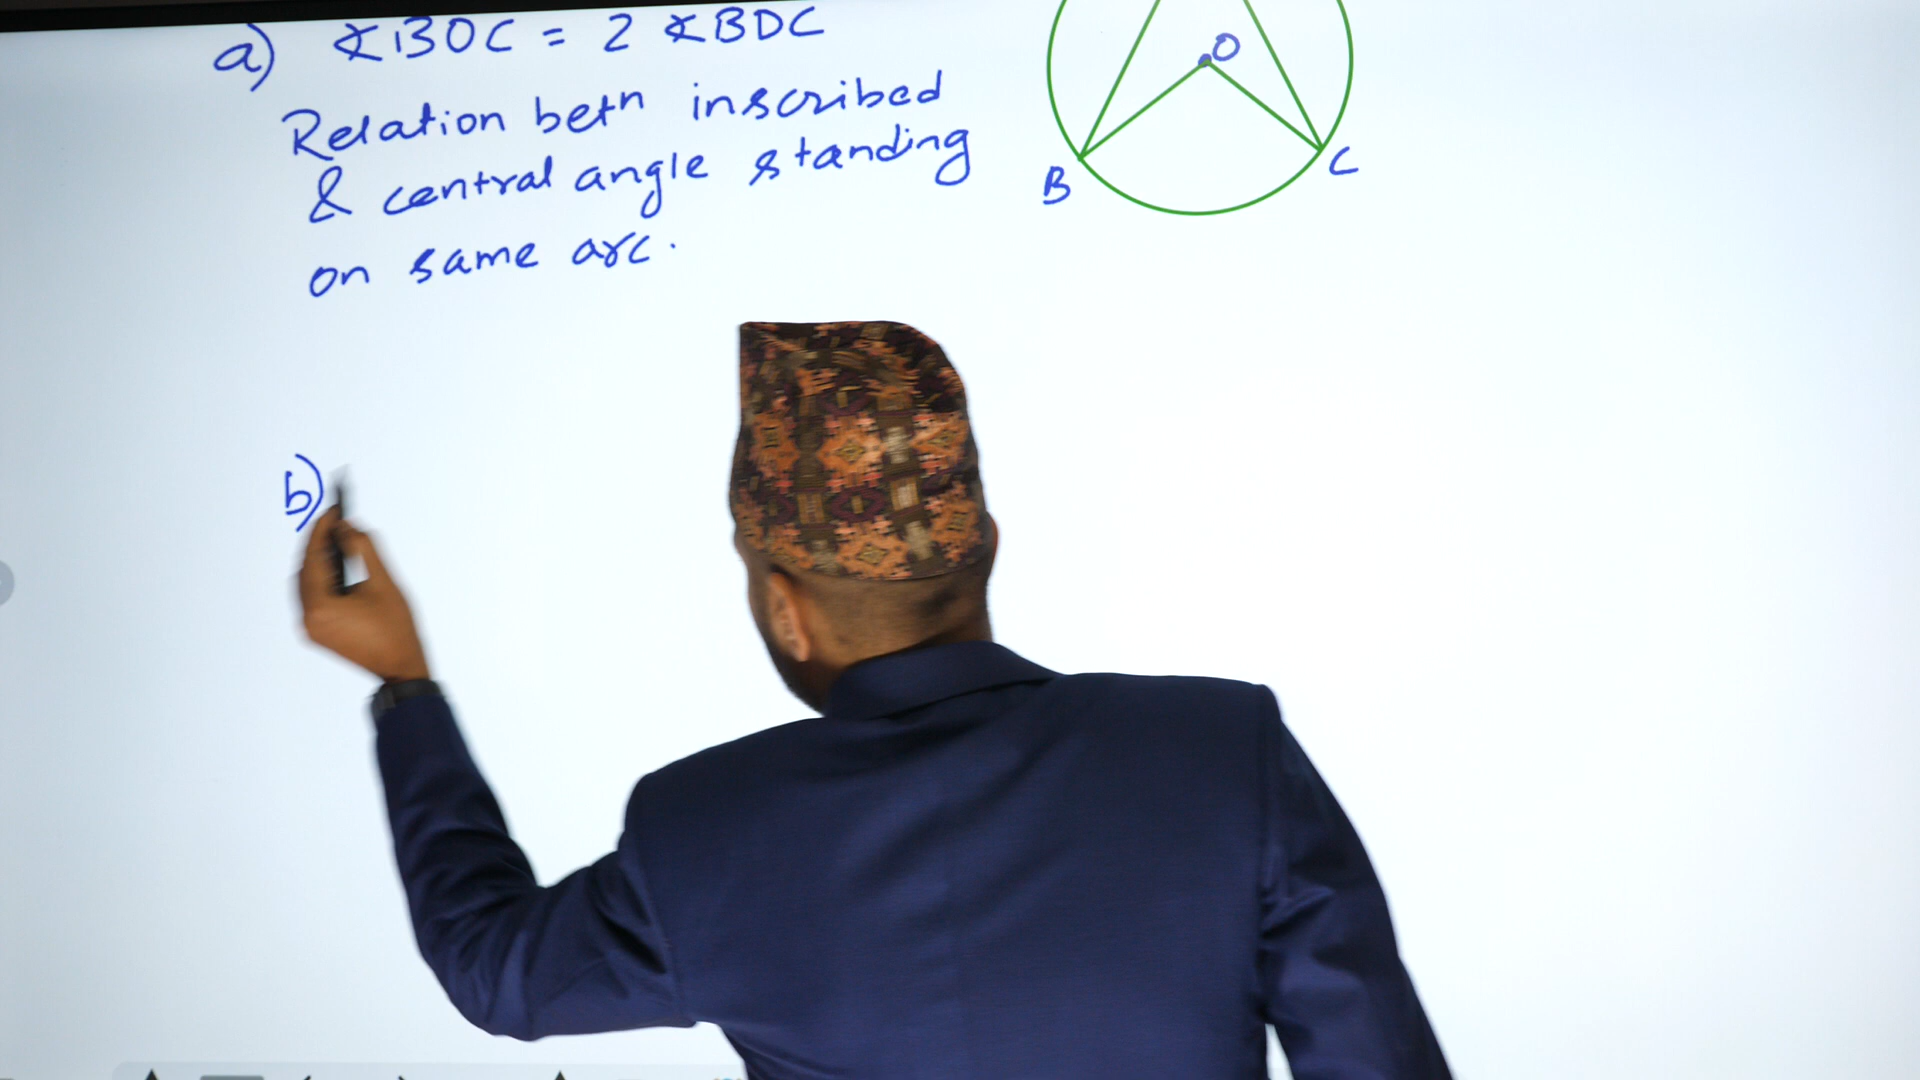 a) ∡BOC = 2 ∡BDC
Relation betn inscribed
& central angle standing
on same arc.
O
B
C
b)